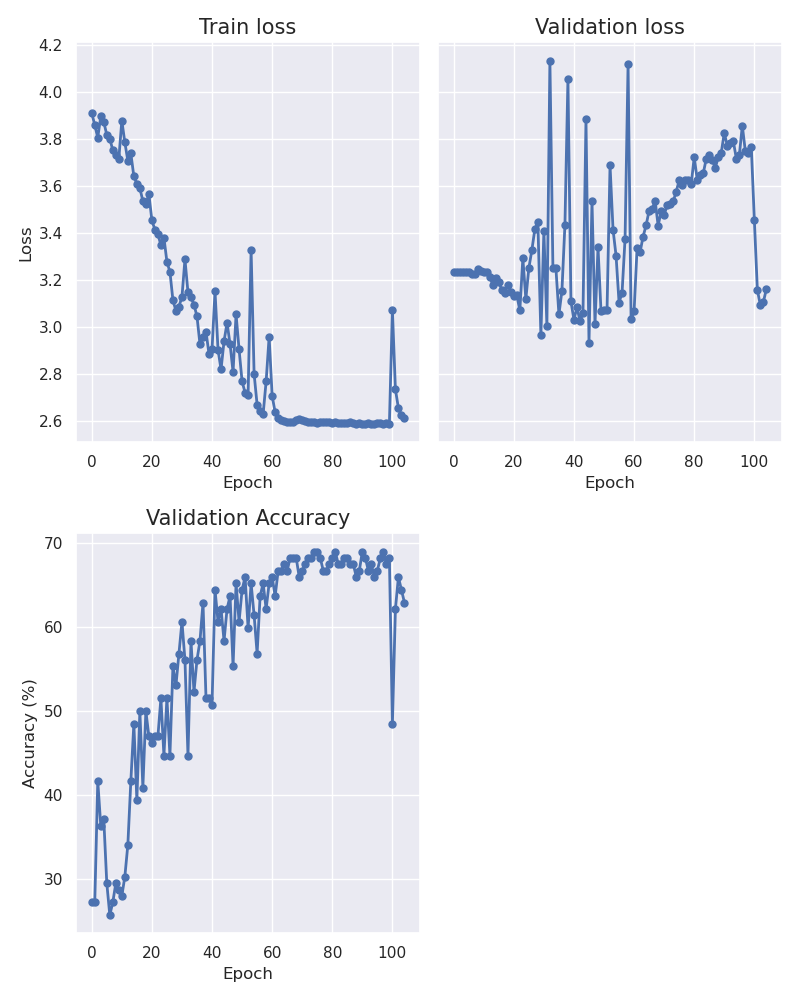 Train loss
Validation loss
4.2
4.0
3.8
3.6
3.4
3.2
3.0
2.8
2.6
Loss
0 20 40 60 80 100
0 20 40 60 80 100
Epoch
Epoch
Validation Accuracy
70
60
50
40
30
Accuracy (%)
0 20 40 60 80 100
Epoch